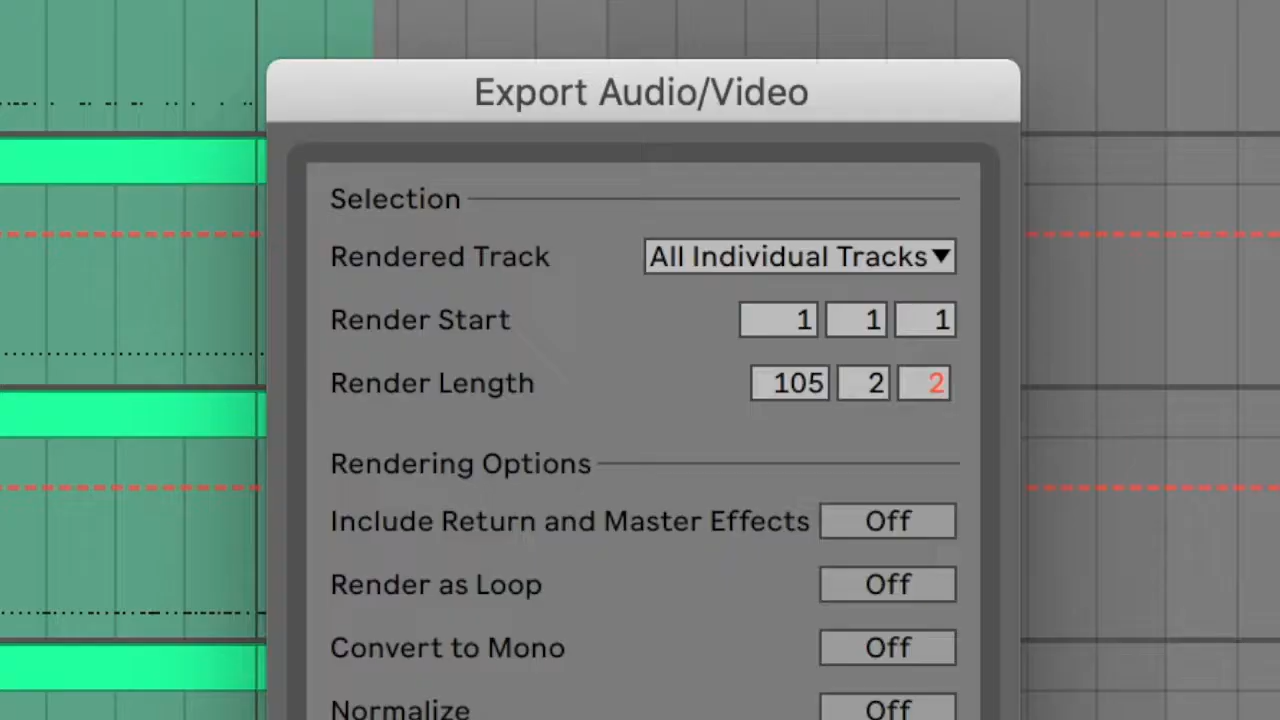 Export Audio/Video
Selection
Rendered Track All Individual Tracks
Render Start 1 1 1
Render Length 105 2 2
Rendering Options
Include Return and Master Effects Off
Render as Loop Off
Convert to Mono Off
Normalize Off